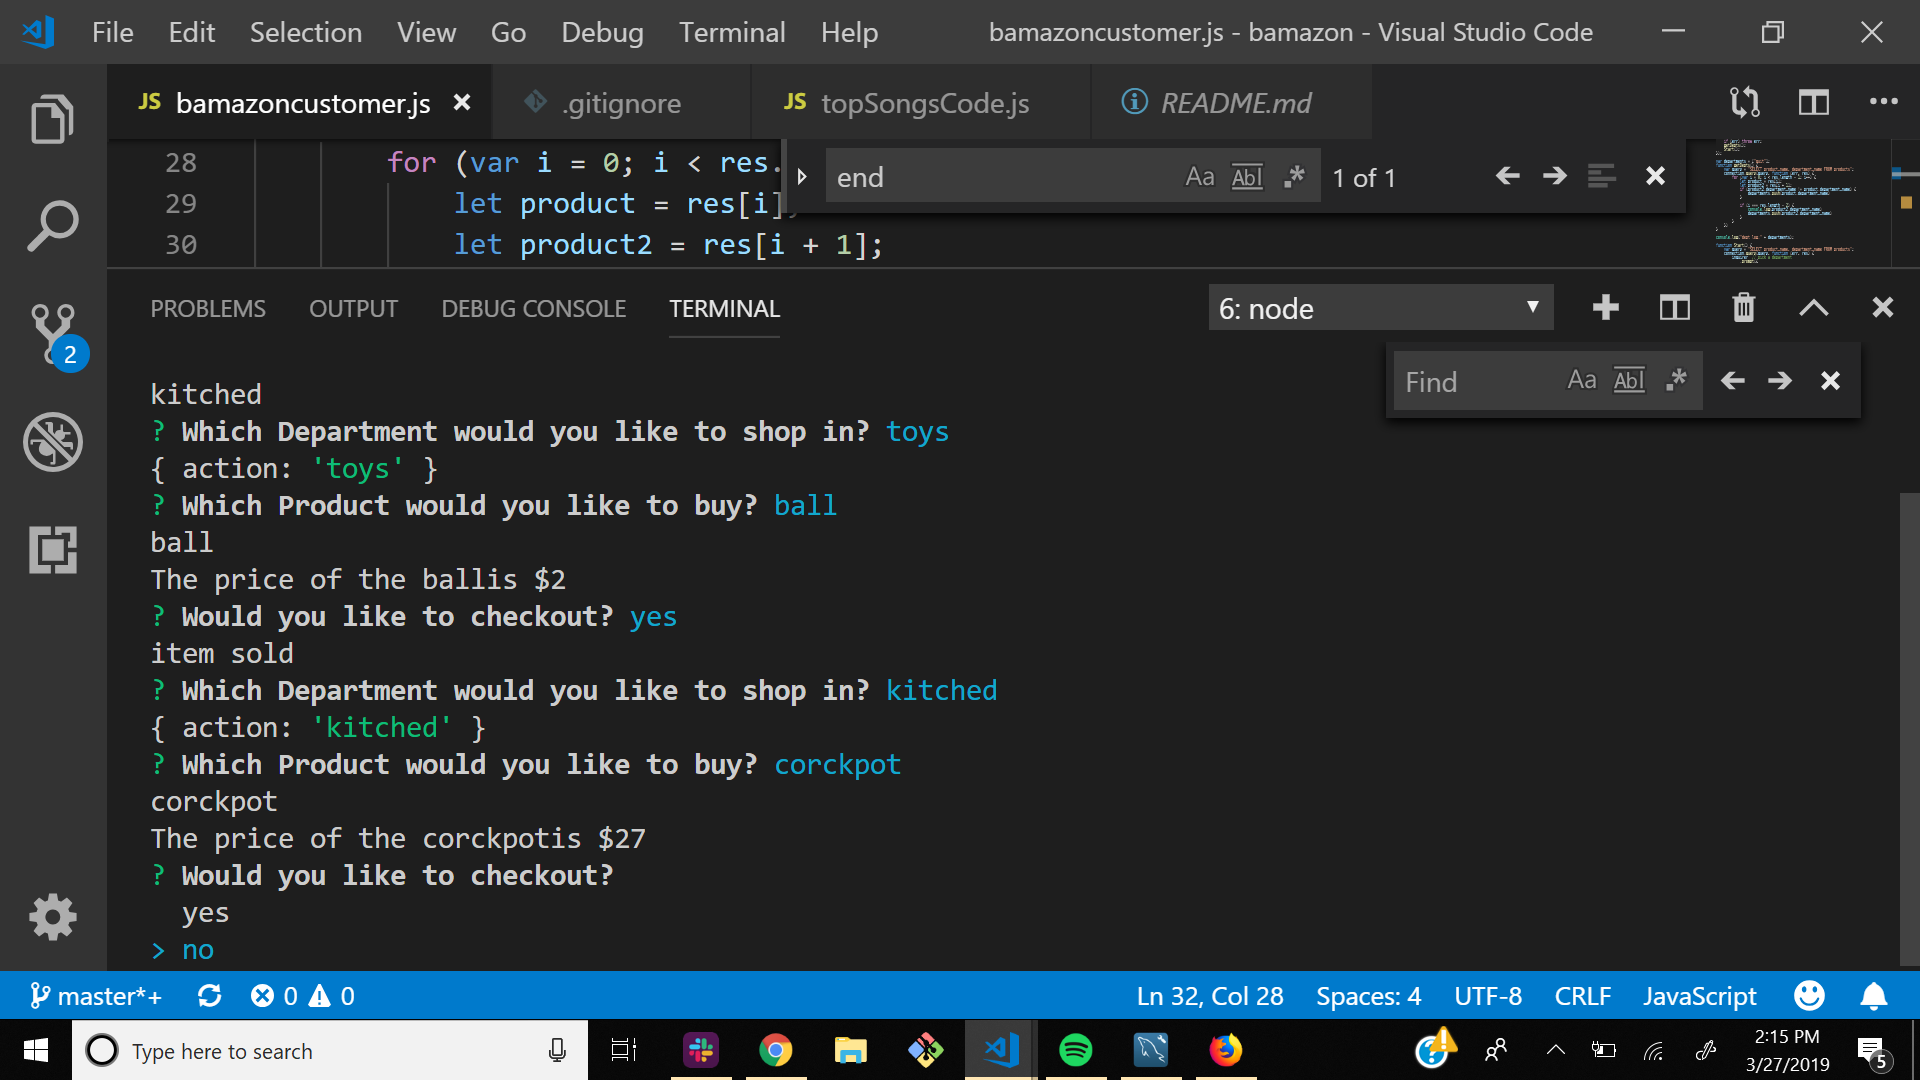 File Edit Selection View Go Debug Terminal Help bamazoncustomer.js - bamazon - Visual Studio Code
JS bamazoncustomer.js .gitignore JS topSongsCode.js README.md
28 for (var i = 0; i < res.
29 let product = res[i]
30 let product2 = res[i + 1];
end Aa Abl .* 1 of 1
PROBLEMS OUTPUT DEBUG CONSOLE TERMINAL 6: node
Find Aa Abl .*
kitched
? Which Department would you like to shop in? toys
{ action: 'toys' }
? Which Product would you like to buy? ball
ball
The price of the ballis $2
? Would you like to checkout? yes
item sold
? Which Department would you like to shop in? kitched
{ action: 'kitched' }
? Which Product would you like to buy? corckpot
corckpot
The price of the corckpotis $27
? Would you like to checkout?
yes
> no
2
master*+ 0 0 Ln 32, Col 28 Spaces: 4 UTF-8 CRLF JavaScript
Type here to search
2:15 PM
3/27/2019
5